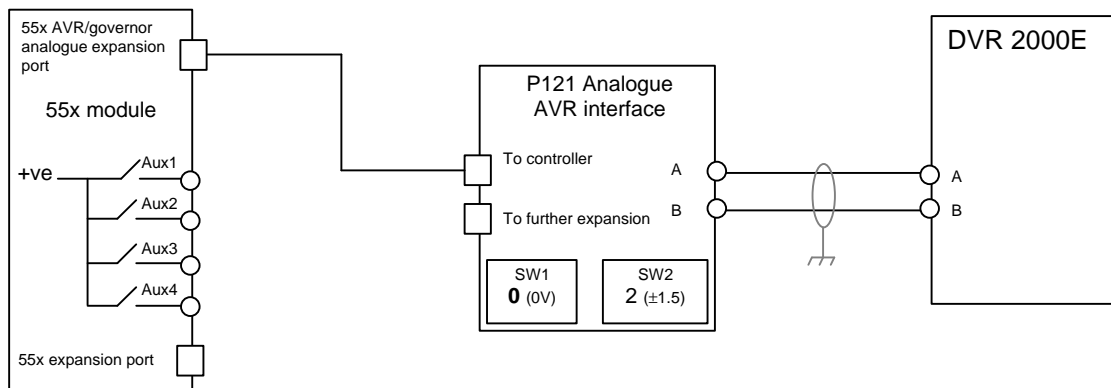 55x AVR/governor
analogue expansion
port
55x module
+ve
Aux1
Aux2
Aux3
Aux4
55x expansion port
P121 Analogue
AVR interface
To controller
To further expansion
A
B
SW1
0 (0V)
SW2
2 (±1.5)
DVR 2000E
A
B